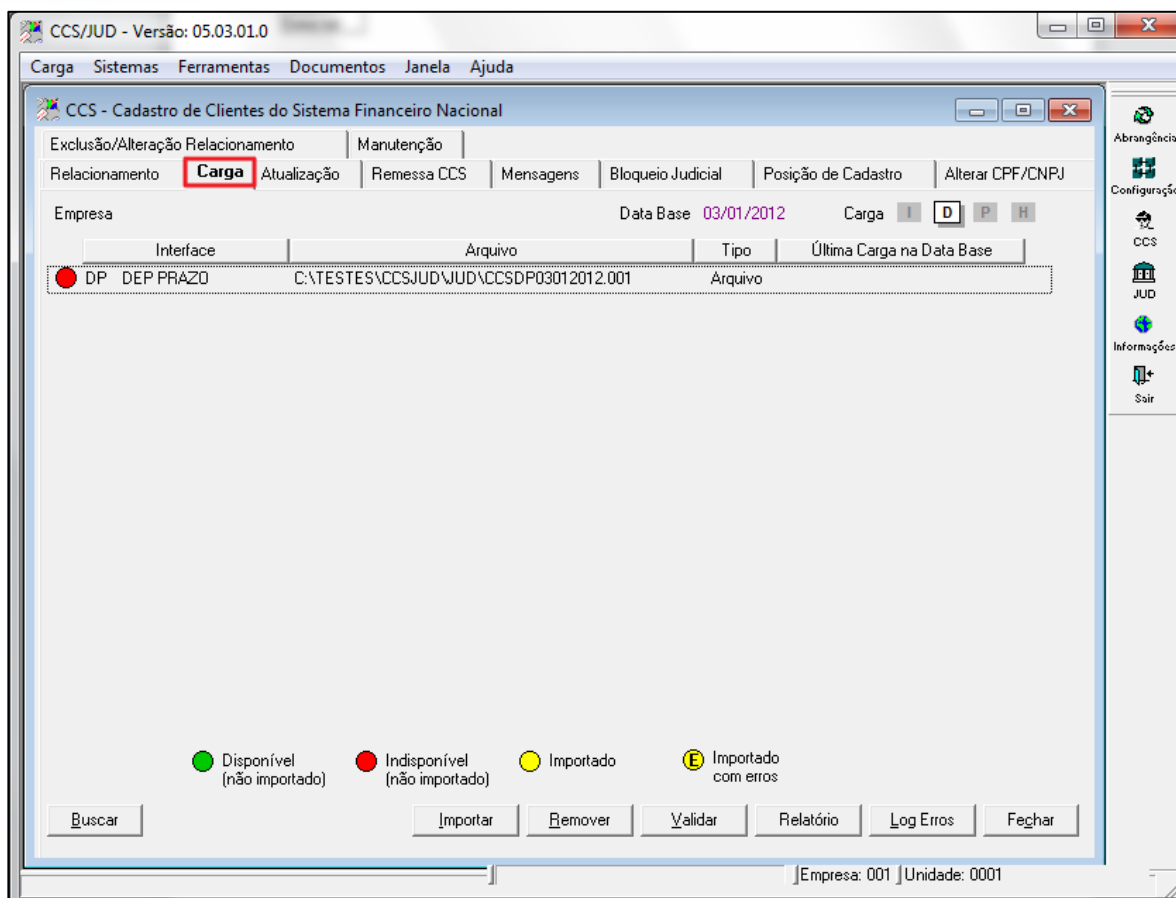 CCS/JUD - Versão: 05.03.01.0
Carga Sistemas Ferramentas Documentos Janela Ajuda
CCS - Cadastro de Clientes do Sistema Financeiro Nacional
Exclusão/Alteração Relacionamento Manutenção
Relacionamento Carga Atualização Remessa CCS Mensagens Bloqueio Judicial Posição de Cadastro Alterar CPF/CNPJ
Empresa Data Base 03/01/2012 Carga I D P H
Interface Arquivo Tipo Última Carga na Data Base
DP DEP PRAZO C:\TESTES\CCSJUD\JUD\CCSDP03012012.001 Arquivo
Disponível
(não importado)
Indisponível
(não importado)
Importado
E Importado
com erros
Buscar Importar Remover Validar Relatório Log Erros Fechar
Empresa: 001 Unidade: 0001
Abrangência
Configuração
CCS
JUD
Informações
Sair